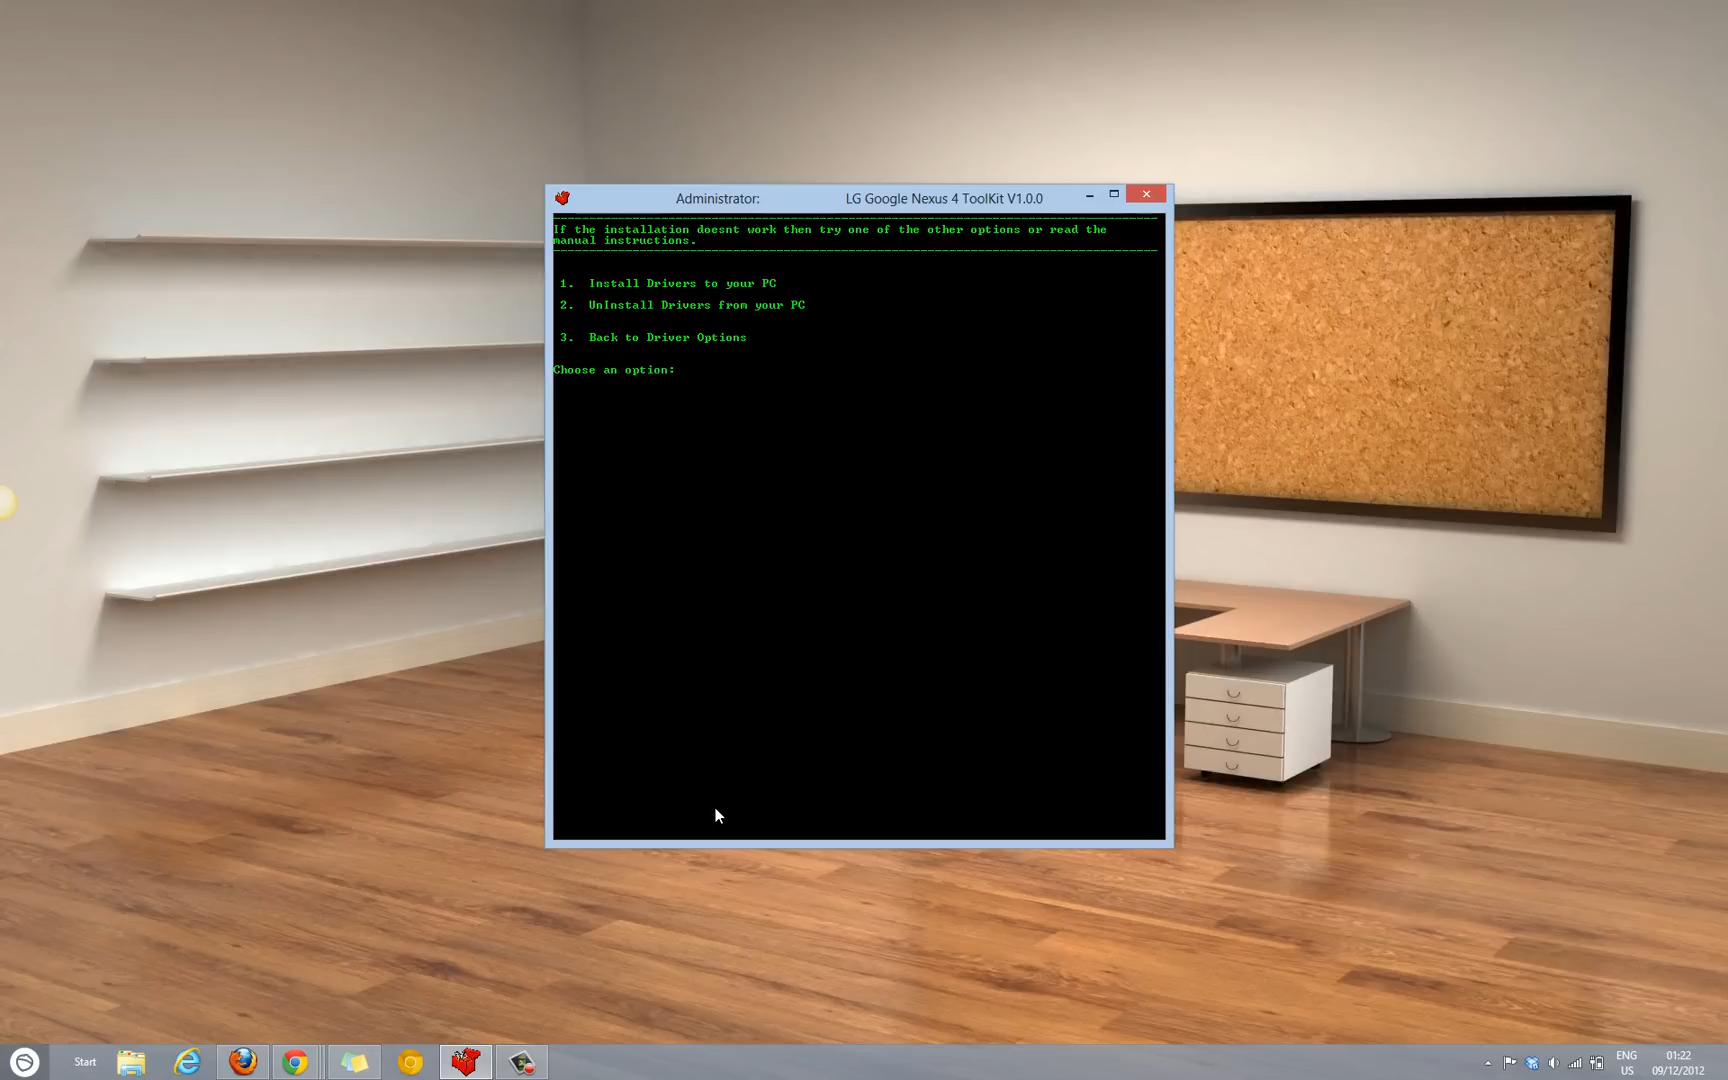 Administrator: LG Google Nexus 4 ToolKit V1.0.0
If the installation doesnt work then try one of the other options or read the
manual instructions.
1. Install Drivers to your PC
2. UnInstall Drivers from your PC
3. Back to Driver Options
Choose an option:
Start
ENG
US
01:22
09/12/2012